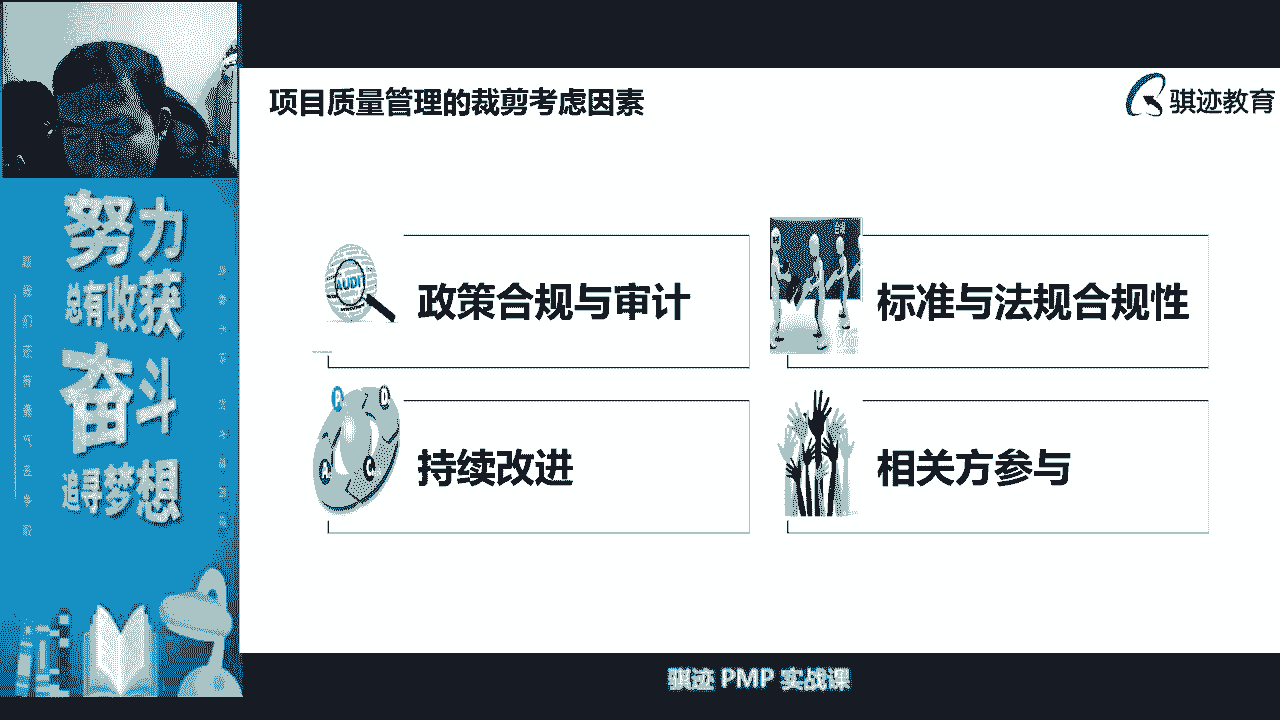 项目质量管理的裁剪考虑因素
骐迹教育
努力
总有收获
奋斗
追寻梦想
AUDIT
政策合规与审计
标准与法规合规性
持续改进
相关方参与
骐迹 PMP 实战课